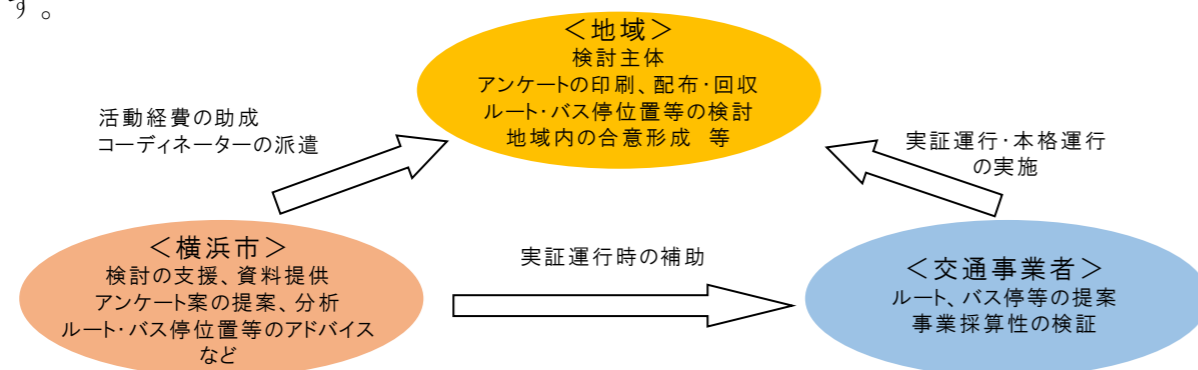 す。
＜地域＞
検討主体
アンケートの印刷、配布・回収
ルート・バス停位置等の検討
地域内の合意形成　等
活動経費の助成
コーディネーターの派遣
実証運行・本格運行
の実施
＜横浜市＞
検討の支援、資料提供
アンケート案の提案、分析
ルート・バス停位置等のアドバイス
など
実証運行時の補助
＜交通事業者＞
ルート、バス停等の提案
事業採算性の検証